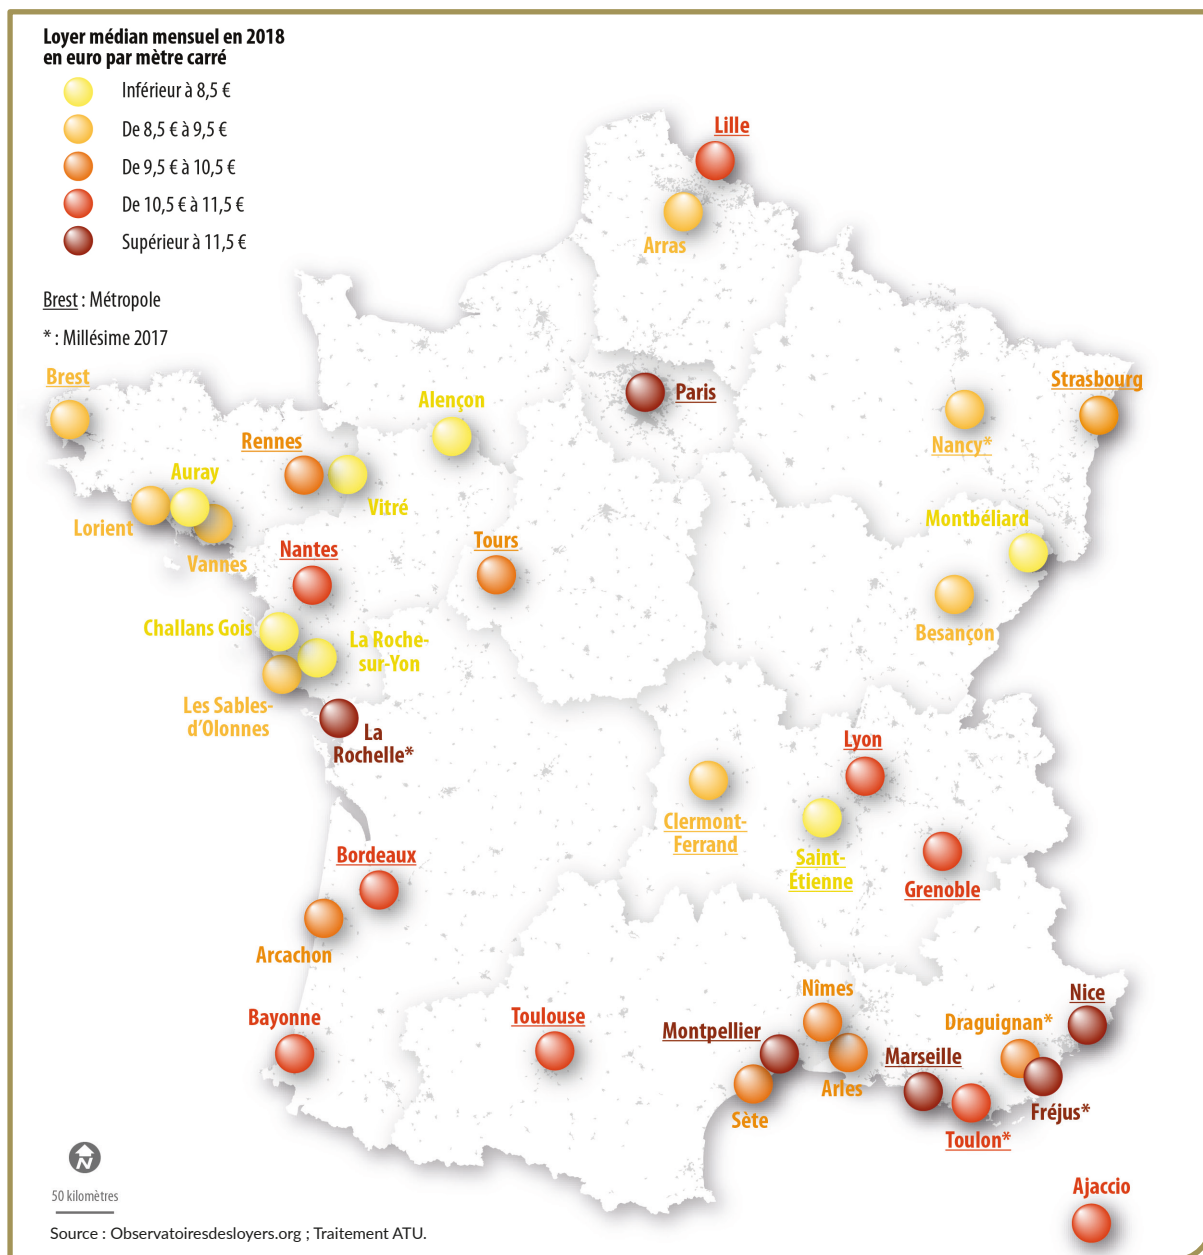 Loyer médian mensuel en 2018
en euro par mètre carré
Inférieur à 8,5 €
De 8,5 € à 9,5 €
De 9,5 € à 10,5 €
De 10,5 € à 11,5 €
Supérieur à 11,5 €
Brest : Métropole
* : Millésime 2017
Lille
Arras
Brest
Alençon
Paris
Strasbourg
Rennes
Nancy*
Auray
Vitré
Lorient
Montbéliard
Vannes
Nantes
Tours
Challans Gois
La Roche-
sur-Yon
Besançon
Les Sables-
d'Olonnes
La
Rochelle*
Lyon
Clermont-
Ferrand
Bordeaux
Saint-
Étienne
Grenoble
Arcachon
Nîmes
Nice
Bayonne
Toulouse
Montpellier
Draguignan*
Marseille
Arles
Sète
Fréjus*
Toulon*
Ajaccio
N
50 kilomètres
Source : Observatoiresdesloyers.org ; Traitement ATU.